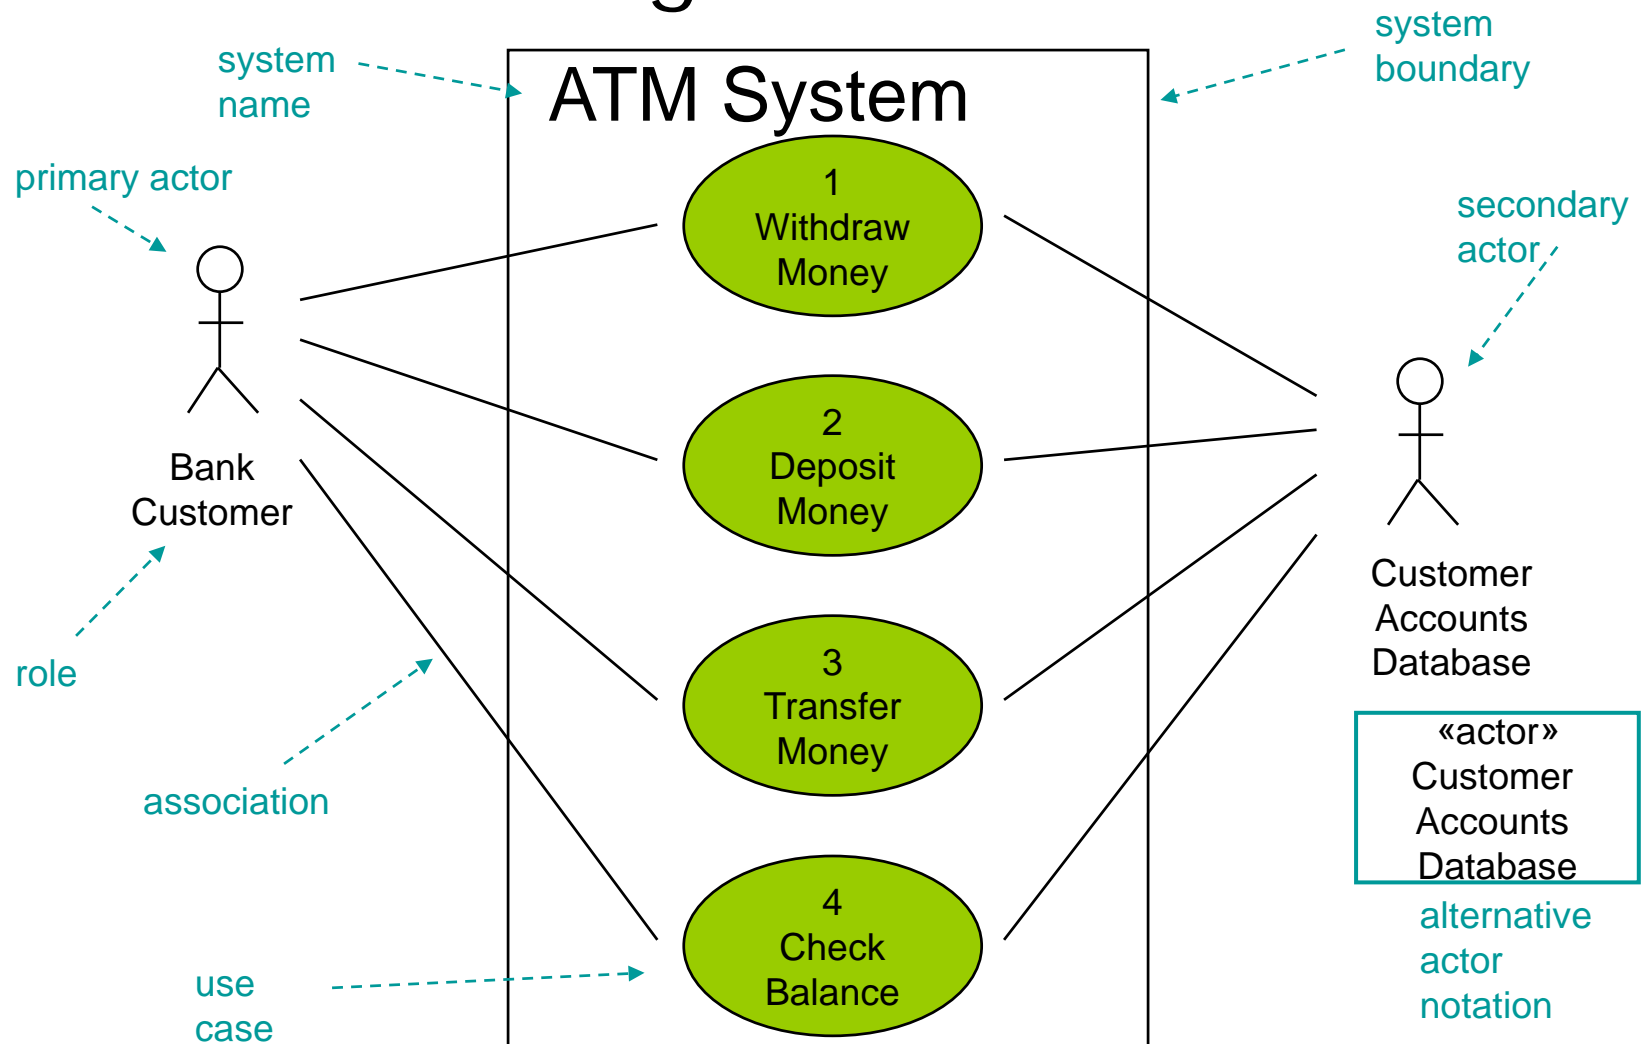 g
system
boundary
system
name
ATM System
primary actor
1
Withdraw
Money
secondary
actor
2
Deposit
Money
Bank
Customer
Customer
Accounts
Database
role
3
Transfer
Money
«actor»
Customer
Accounts
Database
association
4
Check
Balance
alternative
actor
notation
use
case